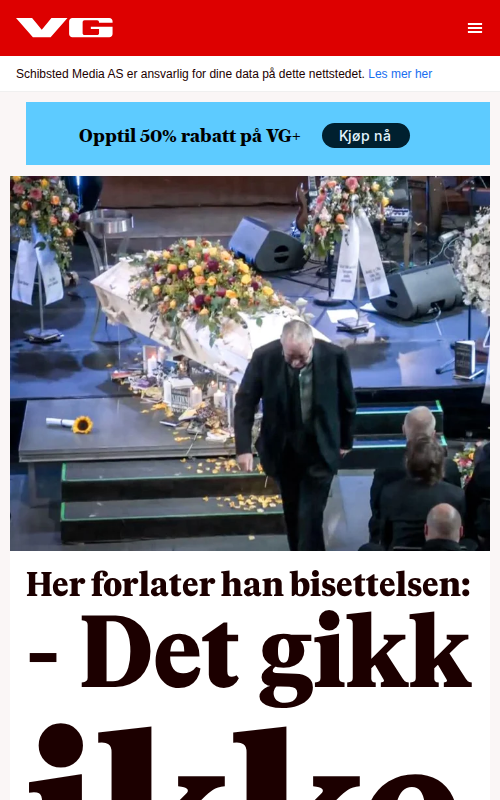 VG
Schibsted Media AS er ansvarlig for dine data på dette nettstedet. Les mer her
Opptil 50% rabatt på VG+ Kjøp nå
Her forlater han bisettelsen:
- Det gikk
ikke